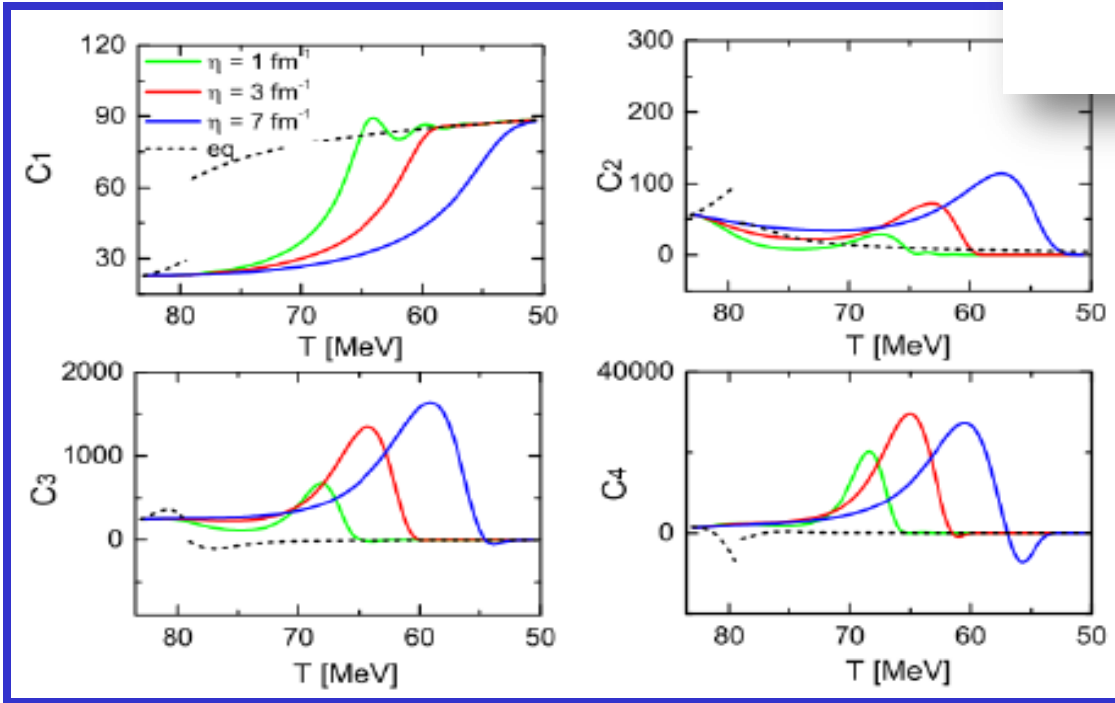 120
90
60
30
C1
η = 1 fm⁻¹
η = 3 fm⁻¹
η = 7 fm⁻¹
eq
80 70 60 50
T [MeV]
300
200
100
0
C2
80 70 60 50
T [MeV]
2000
1000
0
C3
80 70 60 50
T [MeV]
40000
0
C4
80 70 60 50
T [MeV]